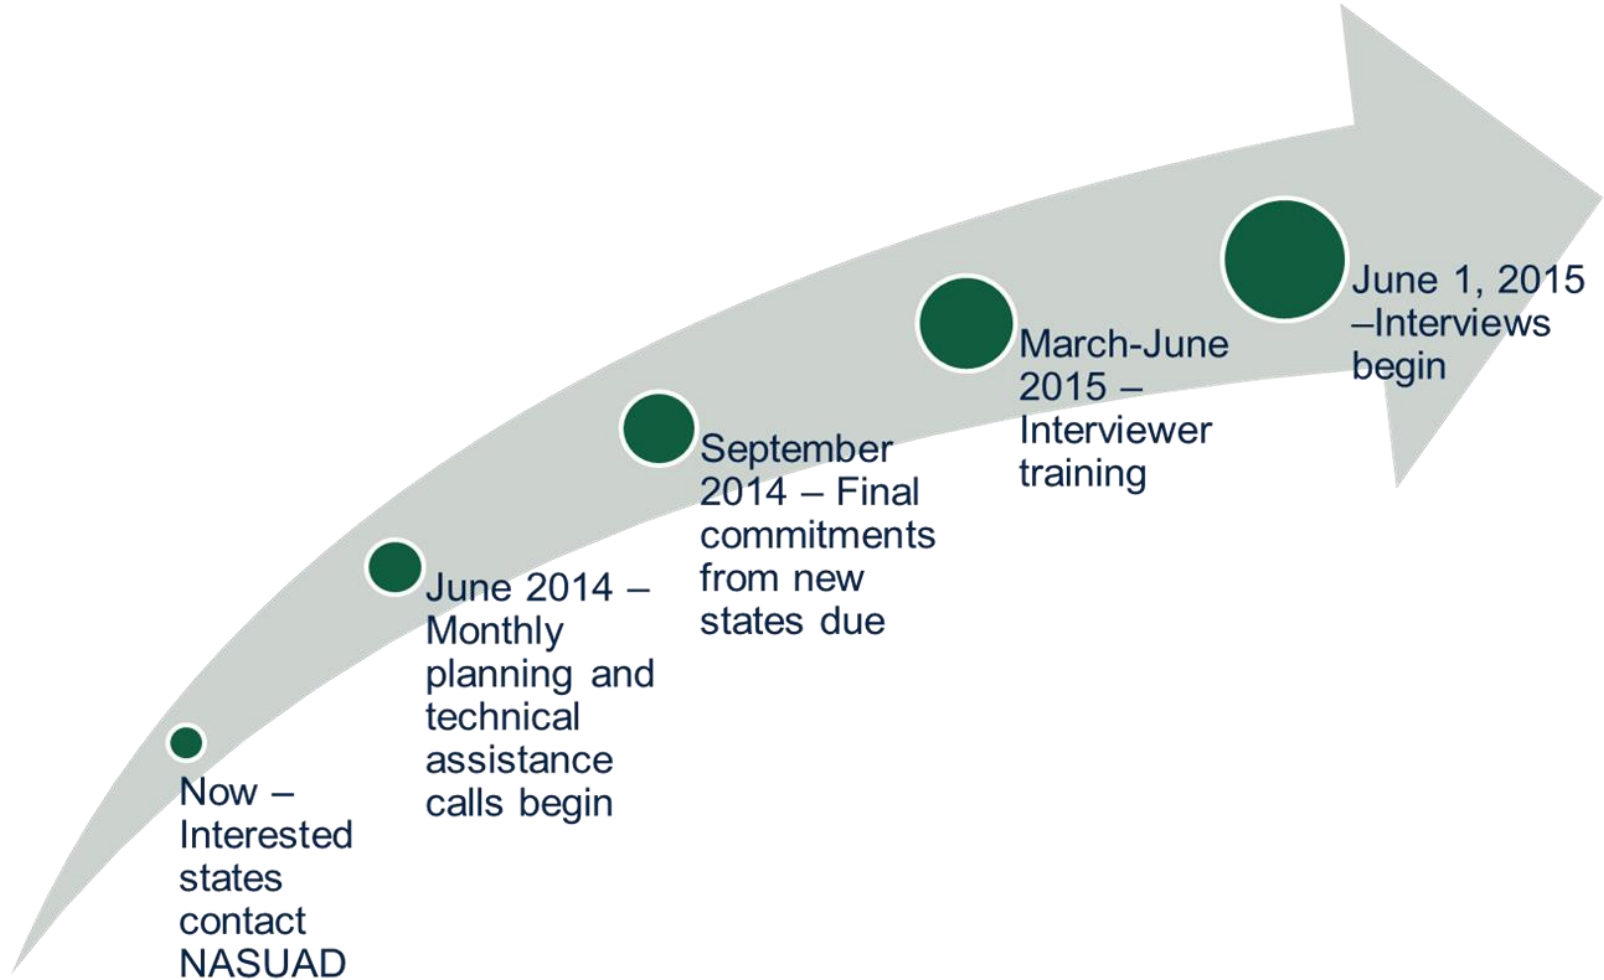 Now –
Interested
states
contact
NASUAD
June 2014 –
Monthly
planning and
technical
assistance
calls begin
September
2014 – Final
commitments
from new
states due
March-June
2015 –
Interviewer
training
June 1, 2015
–Interviews
begin